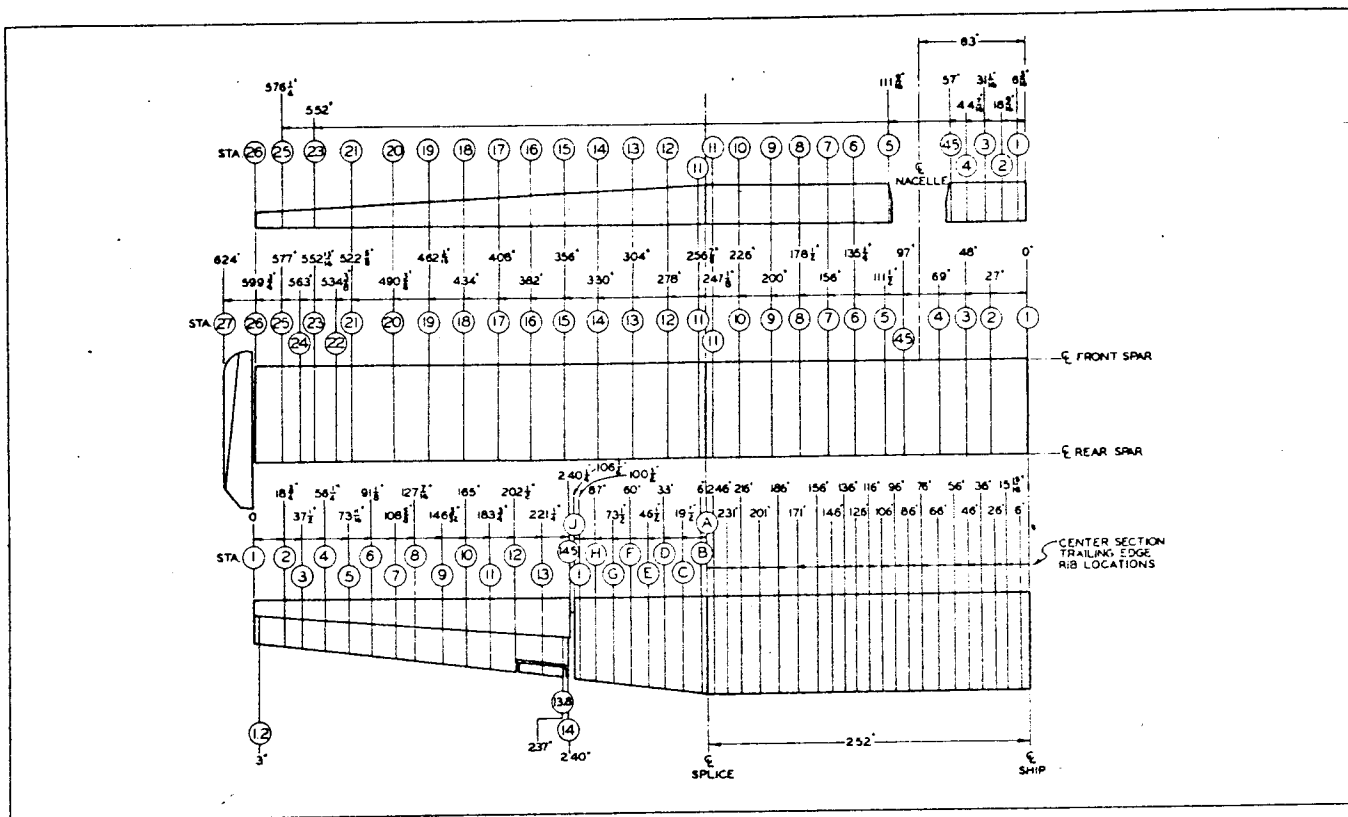 83"
576 1/4" 111 9/16" 57" 31 1/16" 6 3/16"
552" 44 7/16" 18 9/16"
STA. 26 25 23 21 20 19 18 17 16 15 14 13 12 11 10 9 8 7 6 5 45 3 1
11 4 2
℄
NACELLE
624" 577" 552 13/16" 522 5/8" 462 1/8" 408" 356" 304" 256 7/8" 178 1/2" 135 1/4" 97" 48" 0"
599 3/4" 563" 534 3/8" 490 3/8" 434" 382" 330" 278" 247 1/8" 226" 200" 156" 111 1/2" 69" 27"
STA. 27 26 25 23 21 20 19 18 17 16 15 14 13 12 11 10 9 8 7 6 5 4 3 2 1
24 22 11 45
℄ FRONT SPAR
℄ REAR SPAR
106 1/4"
240 1/4" 100 1/2"
18 3/4" 56 1/4" 91 1/8" 127 7/16" 165" 202 1/2" 87" 60" 33" 6" 246" 216" 186" 156" 136" 116" 96" 76" 56" 36" 15 13/16"
0 37 1/2" 73 11/16" 108 5/8" 146 3/32" 183 3/4" 221 1/4" 73 1/2" 46 1/2" 19 1/2" 231" 201" 171" 146" 126" 106" 86" 66" 46" 26" 6"
J A
STA. 1 2 4 6 8 10 12 14.5 H F D B
3 5 7 9 11 13 I G E C
CENTER SECTION
TRAILING EDGE
RIB LOCATIONS
13.8
1.2 14
237"
3" 240"
252"
℄
SPLICE
℄
SHIP